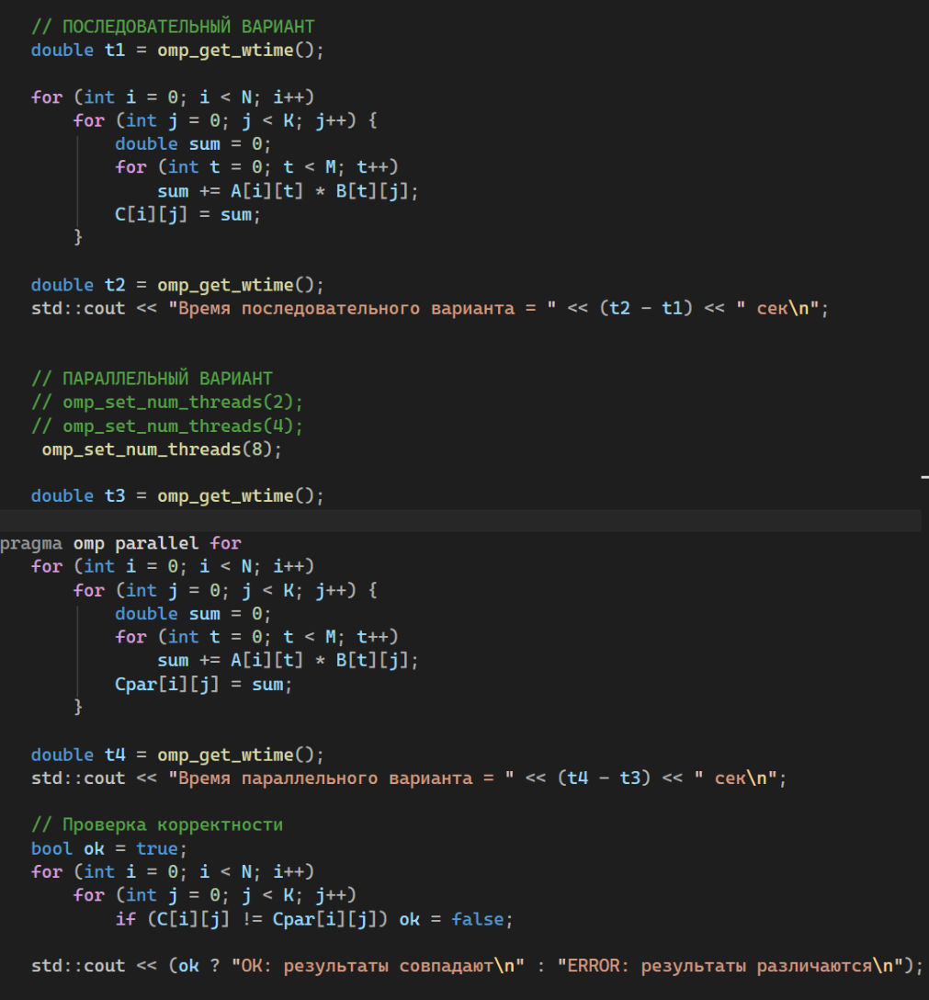 // ПОСЛЕДОВАТЕЛЬНЫЙ ВАРИАНТ
double t1 = omp_get_wtime();
for (int i = 0; i < N; i++)
for (int j = 0; j < K; j++) {
double sum = 0;
for (int t = 0; t < M; t++)
sum += A[i][t] * B[t][j];
C[i][j] = sum;
}
double t2 = omp_get_wtime();
std::cout << "Время последовательного варианта = " << (t2 - t1) << " сек\n";
// ПАРАЛЛЕЛЬНЫЙ ВАРИАНТ
// omp_set_num_threads(2);
// omp_set_num_threads(4);
omp_set_num_threads(8);
double t3 = omp_get_wtime();
pragma omp parallel for
for (int i = 0; i < N; i++)
for (int j = 0; j < K; j++) {
double sum = 0;
for (int t = 0; t < M; t++)
sum += A[i][t] * B[t][j];
Cpar[i][j] = sum;
}
double t4 = omp_get_wtime();
std::cout << "Время параллельного варианта = " << (t4 - t3) << " сек\n";
// Проверка корректности
bool ok = true;
for (int i = 0; i < N; i++)
for (int j = 0; j < K; j++)
if (C[i][j] != Cpar[i][j]) ok = false;
std::cout << (ok ? "OK: результаты совпадают\n" : "ERROR: результаты различаются\n");